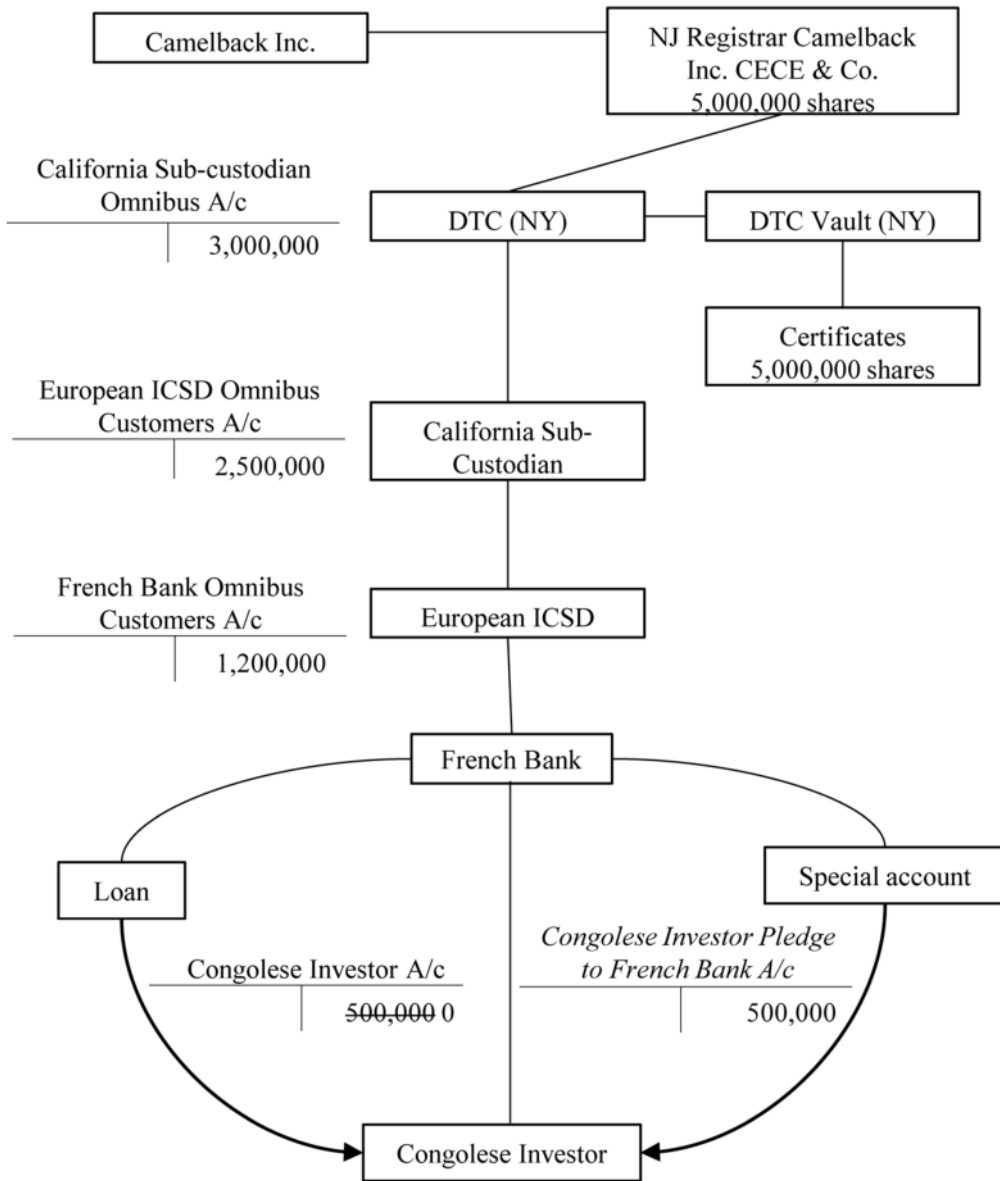 Camelback Inc.
NJ Registrar Camelback
Inc. CECE & Co.
5,000,000 shares
California Sub-custodian
Omnibus A/c
3,000,000
DTC (NY)
DTC Vault (NY)
Certificates
5,000,000 shares
European ICSD Omnibus
Customers A/c
2,500,000
California Sub-
Custodian
French Bank Omnibus
Customers A/c
1,200,000
European ICSD
French Bank
Loan
Special account
Congolese Investor A/c
500,000 0
Congolese Investor Pledge
to French Bank A/c
500,000
Congolese Investor